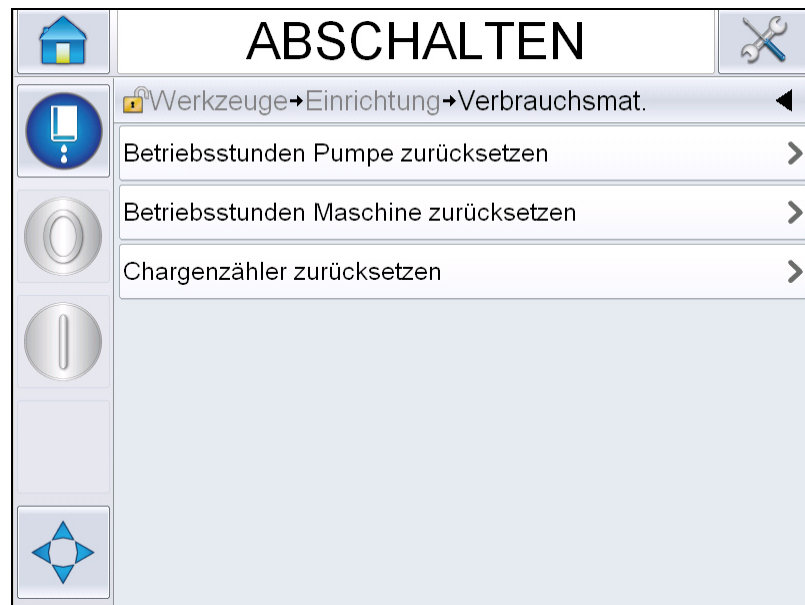 ABSCHALTEN
Werkzeuge→Einrichtung→Verbrauchsmat.
Betriebsstunden Pumpe zurücksetzen
Betriebsstunden Maschine zurücksetzen
Chargenzähler zurücksetzen